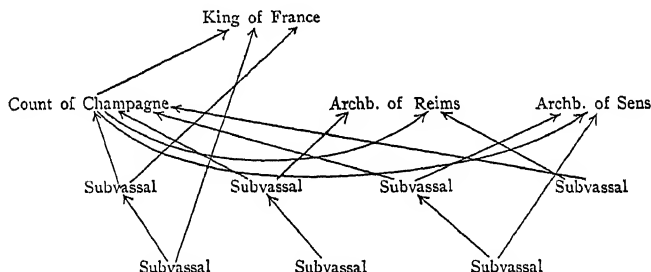 King of France
Count of Champagne Archb. of Reims Archb. of Sens
Subvassal Subvassal Subvassal Subvassal
Subvassal Subvassal Subvassal